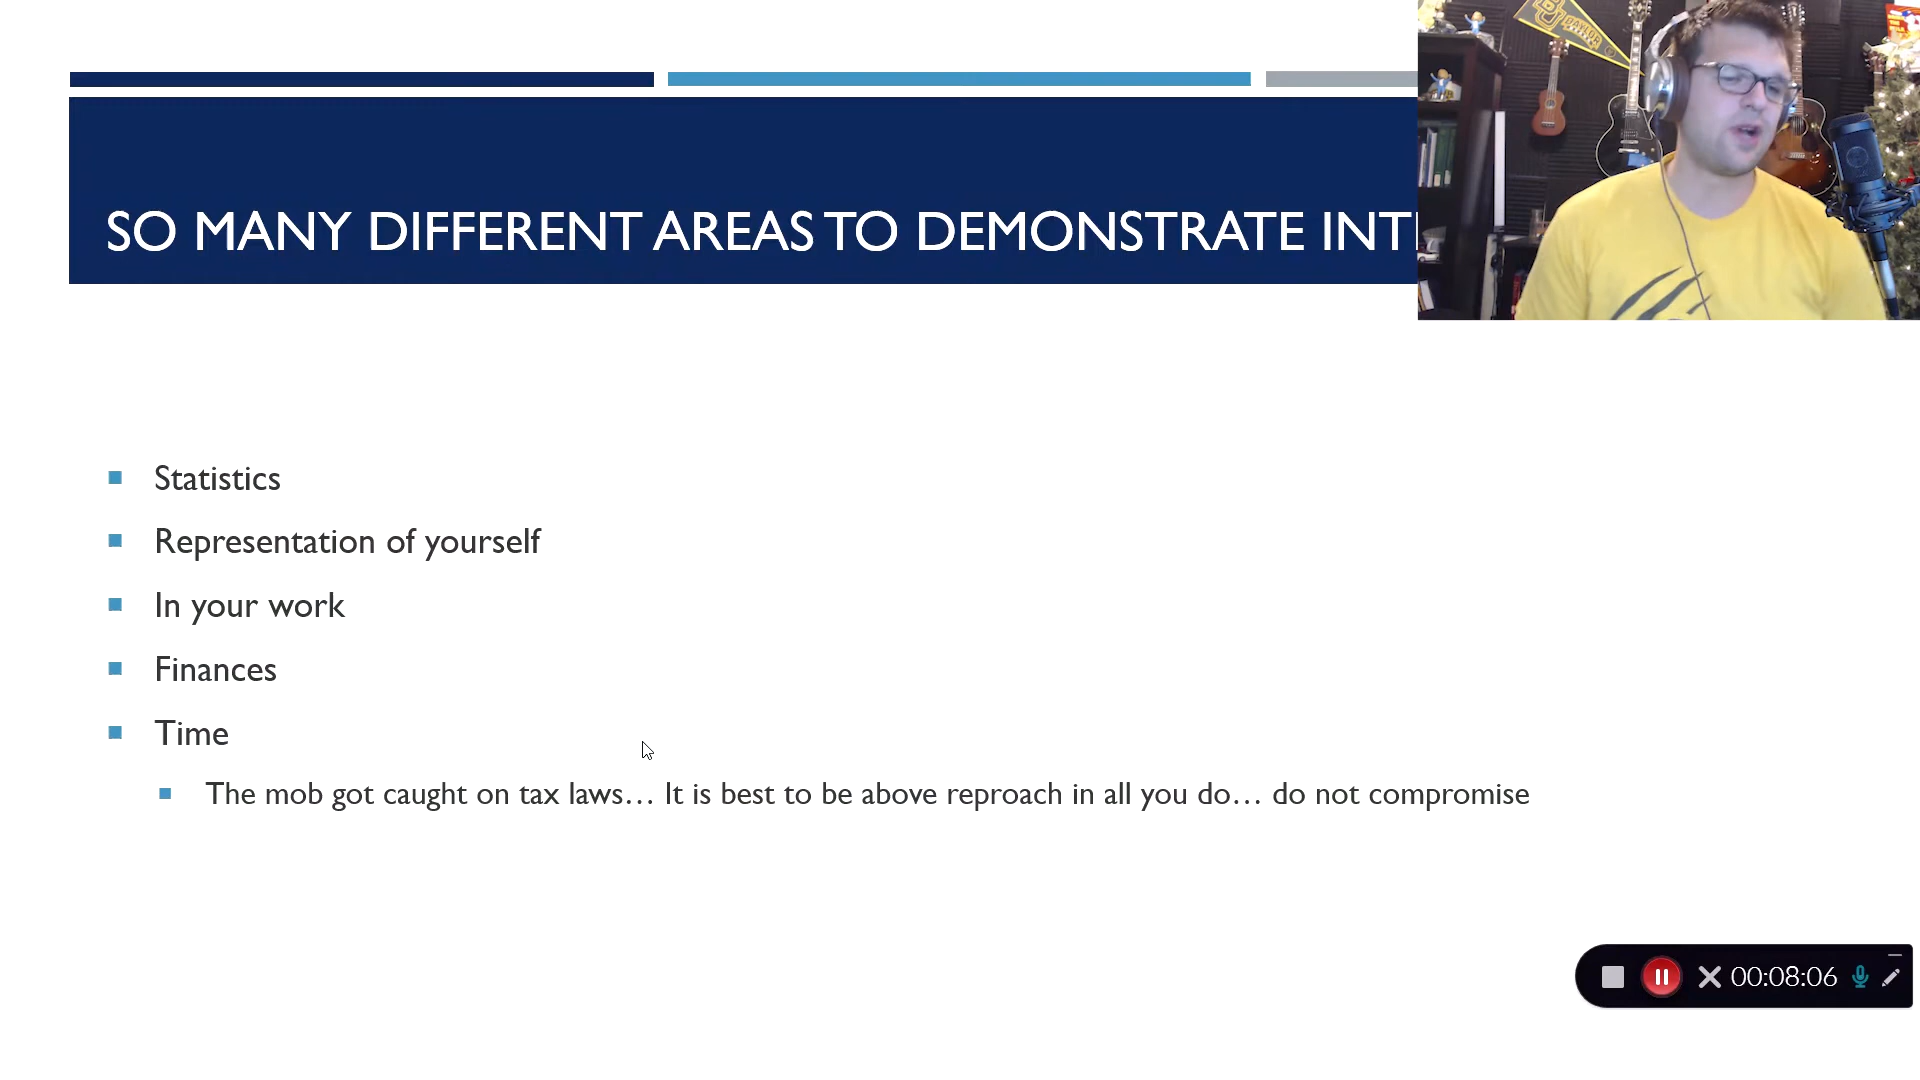 SO MANY DIFFERENT AREAS TO DEMONSTRATE
BAYLOR
Statistics
Representation of yourself
In your work
Finances
Time
The mob got caught on tax laws... It is best to be above reproach in all you do... do not compromise
00:08:06